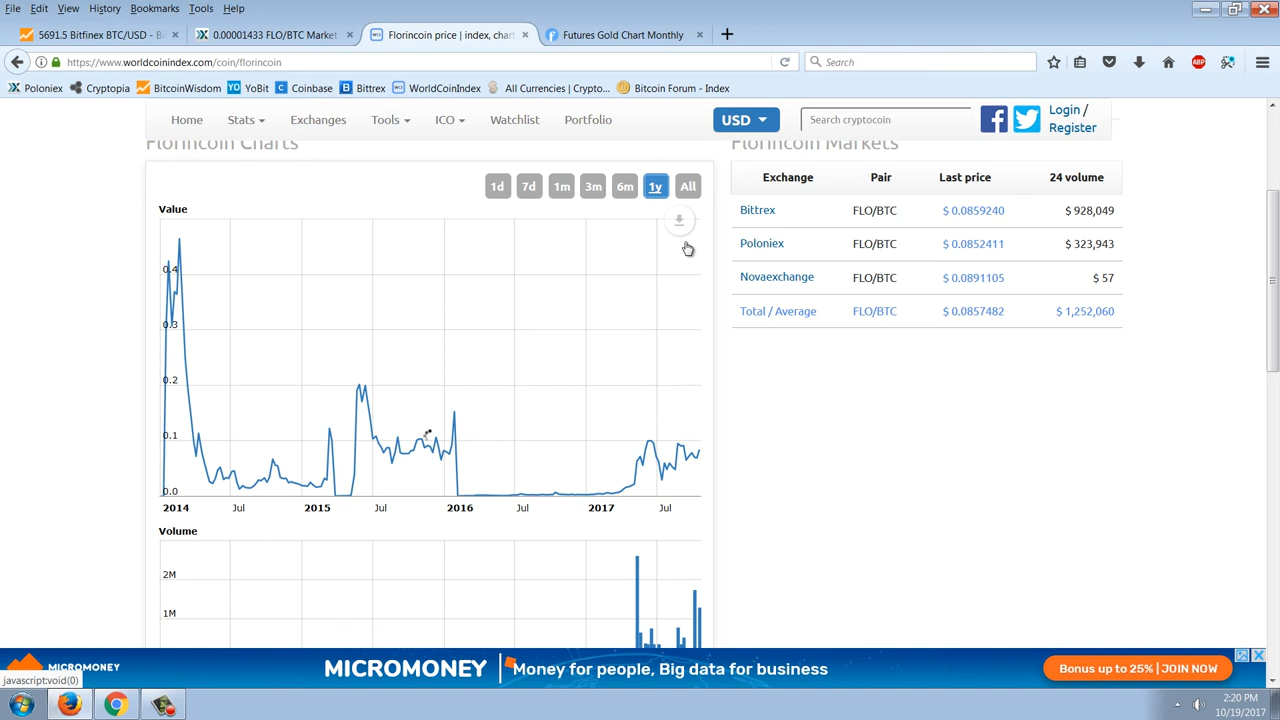 File Edit View History Bookmarks Tools Help
5691.5 Bitfinex BTC/USD - Bi × 0.00001433 FLO/BTC Market × Florincoin price | index, chart × Futures Gold Chart Monthly × +
https://www.worldcoinindex.com/coin/florincoin Search
Poloniex Cryptopia BitcoinWisdom YoBit Coinbase Bittrex WorldCoinIndex All Currencies | Crypto... Bitcoin Forum - Index
Home Stats Exchanges Tools ICO Watchlist Portfolio USD Search cryptocoin Login /
Register
Florincoin Charts
Florincoin Markets
1d 7d 1m 3m 6m 1y All
Value
0.4
0.3
0.2
0.1
0.0
2014 Jul 2015 Jul 2016 Jul 2017 Jul
Volume
2M
1M
Exchange Pair Last price 24 volume
Bittrex FLO/BTC $ 0.0859240 $ 928,049
Poloniex FLO/BTC $ 0.0852411 $ 323,943
Novaexchange FLO/BTC $ 0.0891105 $ 57
Total / Average FLO/BTC $ 0.0857482 $ 1,252,060
MICROMONEY MICROMONEY Money for people, Big data for business Bonus up to 25% | JOIN NOW
javascript:void(0)
2:20 PM
10/19/2017